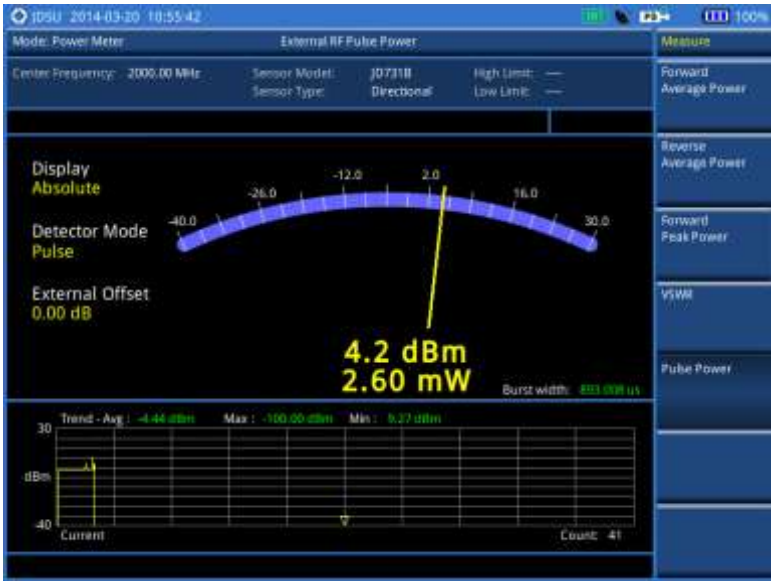 JDSU 2014-03-20 10:55:42
100%
Mode: Power Meter
External RF Pulse Power
Measure
Center Frequency: 2000.00 MHz
Sensor Model: JD731B
High Limit: —
Sensor Type: Directional
Low Limit: —
Forward
Average Power
Reverse
Average Power
Forward
Peak Power
VSWR
Pulse Power
Display
Absolute
Detector Mode
Pulse
External Offset
0.00 dB
-40.0
-26.0
-12.0
2.0
16.0
30.0
4.2 dBm
2.60 mW
Burst width: 893.008 us
Trend - Avg : -4.44 dBm Max : -100.00 dBm Min : 9.27 dBm
30
dBm
-40
Current
Count: 41